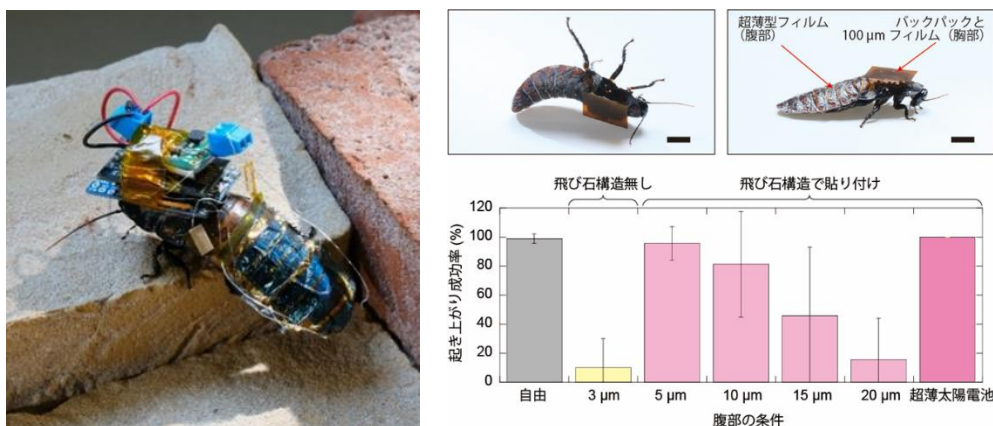 超薄型フィルム
（腹部）
バックパックと
100 μm フィルム（胸部）
飛び石構造無し
飛び石構造で貼り付け
起き上がり成功率 (%)
120
100
80
60
40
20
0
自由
3 μm
5 μm
10 μm
15 μm
20 μm
超薄太陽電池
腹部の条件